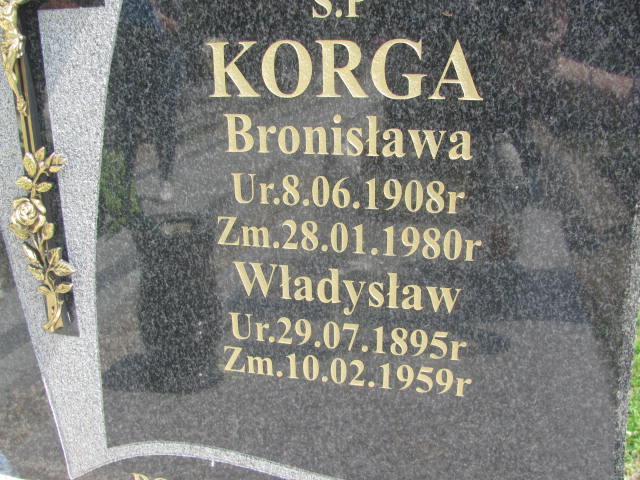 Ś.P
KORGA
Bronisława
Ur.8.06.1908r
Zm.28.01.1980r
Władysław
Ur.29.07.1895r
Zm.10.02.1959r